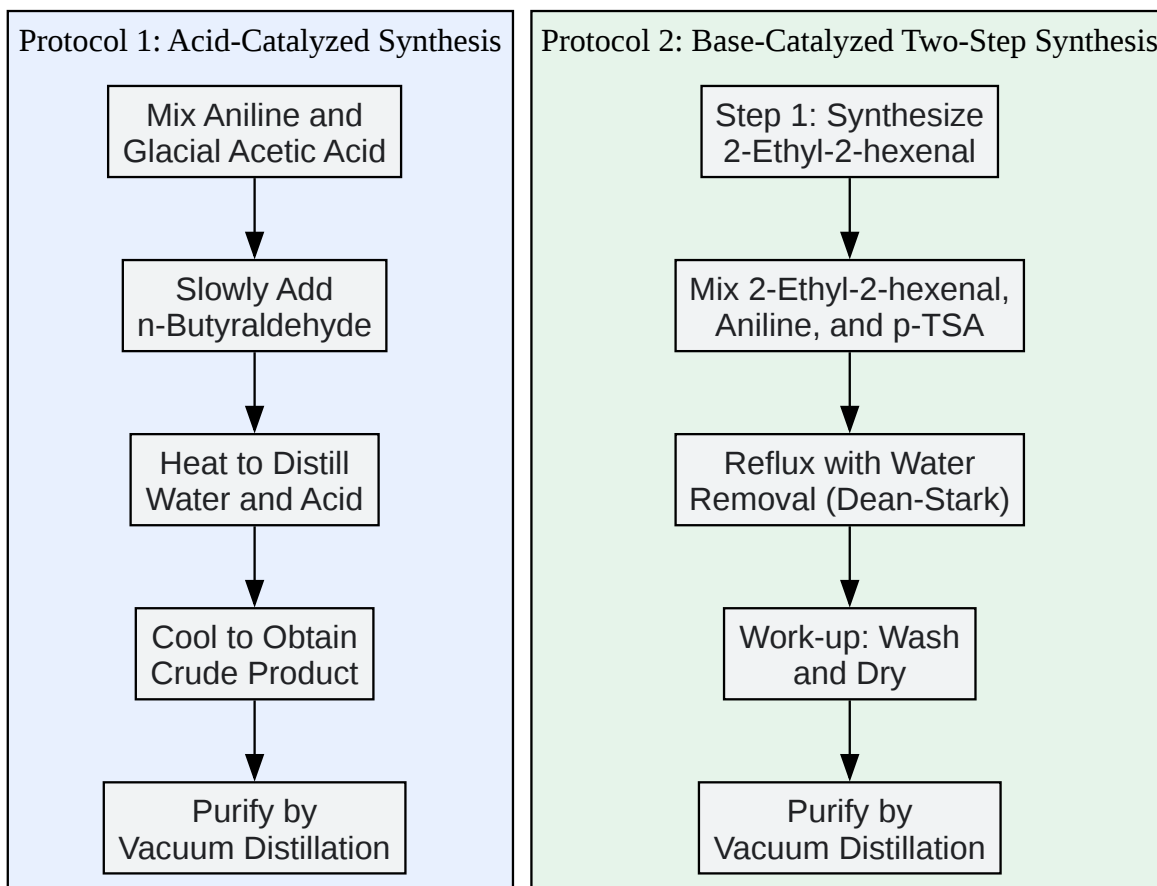 Protocol 1: Acid-Catalyzed Synthesis
Mix Aniline and
Glacial Acetic Acid
Slowly Add
n-Butyraldehyde
Heat to Distill
Water and Acid
Cool to Obtain
Crude Product
Purify by
Vacuum Distillation
Protocol 2: Base-Catalyzed Two-Step Synthesis
Step 1: Synthesize
2-Ethyl-2-hexenal
Mix 2-Ethyl-2-hexenal,
Aniline, and p-TSA
Reflux with Water
Removal (Dean-Stark)
Work-up: Wash
and Dry
Purify by
Vacuum Distillation